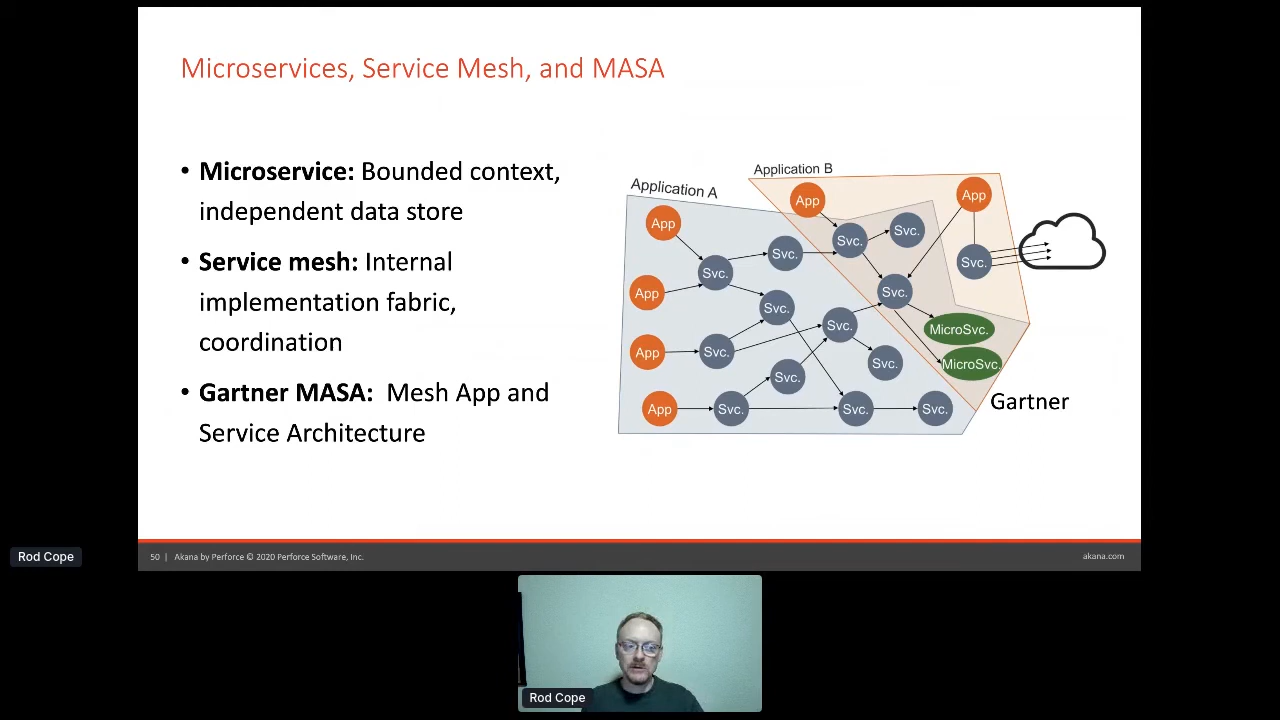 Microservices, Service Mesh, and MASA
• Microservice: Bounded context,
independent data store
• Service mesh: Internal
implementation fabric,
coordination
• Gartner MASA: Mesh App and
Service Architecture
Application A
Application B
App
App
App
Svc.
Svc.
Svc.
Svc.
Svc.
App
Svc.
Svc.
Svc.
MicroSvc.
App
Svc.
Svc.
MicroSvc.
Svc.
App
Svc.
Svc.
Svc.
Gartner
50 | Akana by Perforce © 2020 Perforce Software, Inc.
akana.com
Rod Cope
Rod Cope